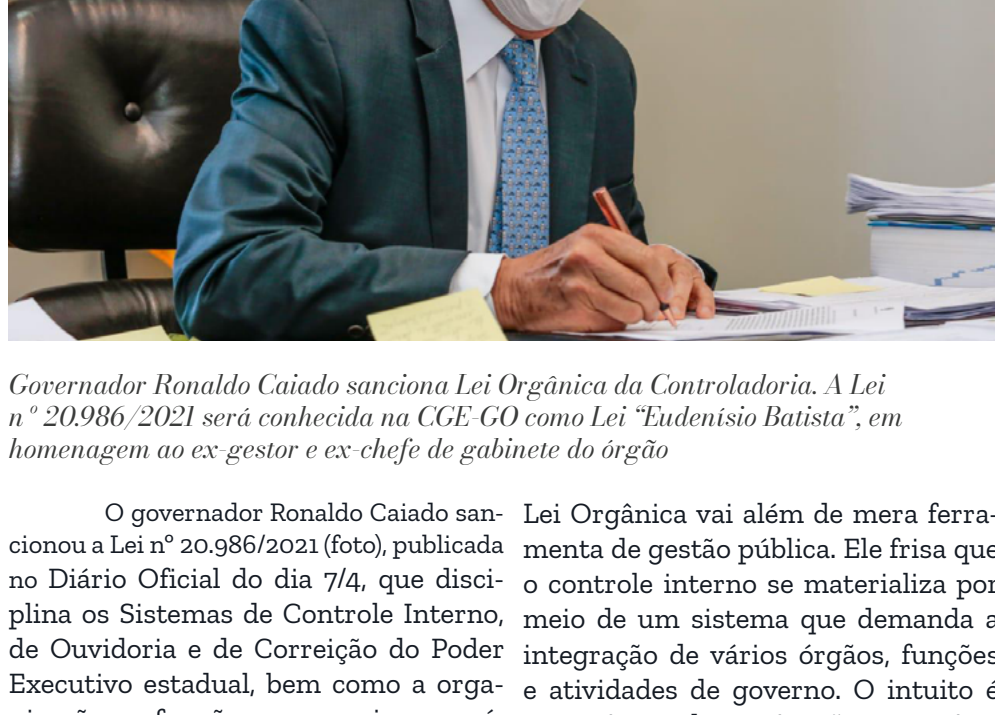 Governador Ronaldo Caiado sanciona Lei Orgânica da Controladoria. A Lei
nº 20.986/2021 será conhecida na CGE-GO como Lei “Eudenísio Batista”, em
homenagem ao ex-gestor e ex-chefe de gabinete do órgão
O governador Ronaldo Caiado san-
cionou a Lei nº 20.986/2021 (foto), publicada
no Diário Oficial do dia 7/4, que disci-
plina os Sistemas de Controle Interno,
de Ouvidoria e de Correição do Poder
Executivo estadual, bem como a orga-
Lei Orgânica vai além de mera ferra-
menta de gestão pública. Ele frisa que
o controle interno se materializa por
meio de um sistema que demanda a
integração de vários órgãos, funções
e atividades de governo. O intuito é